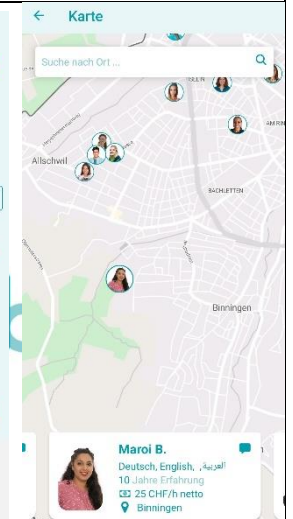 ← Karte
Suche nach Ort ...
Allschwil
BACHLETTEN
Binningen
Maroi B.
Deutsch, English, العربية,
10 Jahre Erfahrung
25 CHF/h netto
Binningen